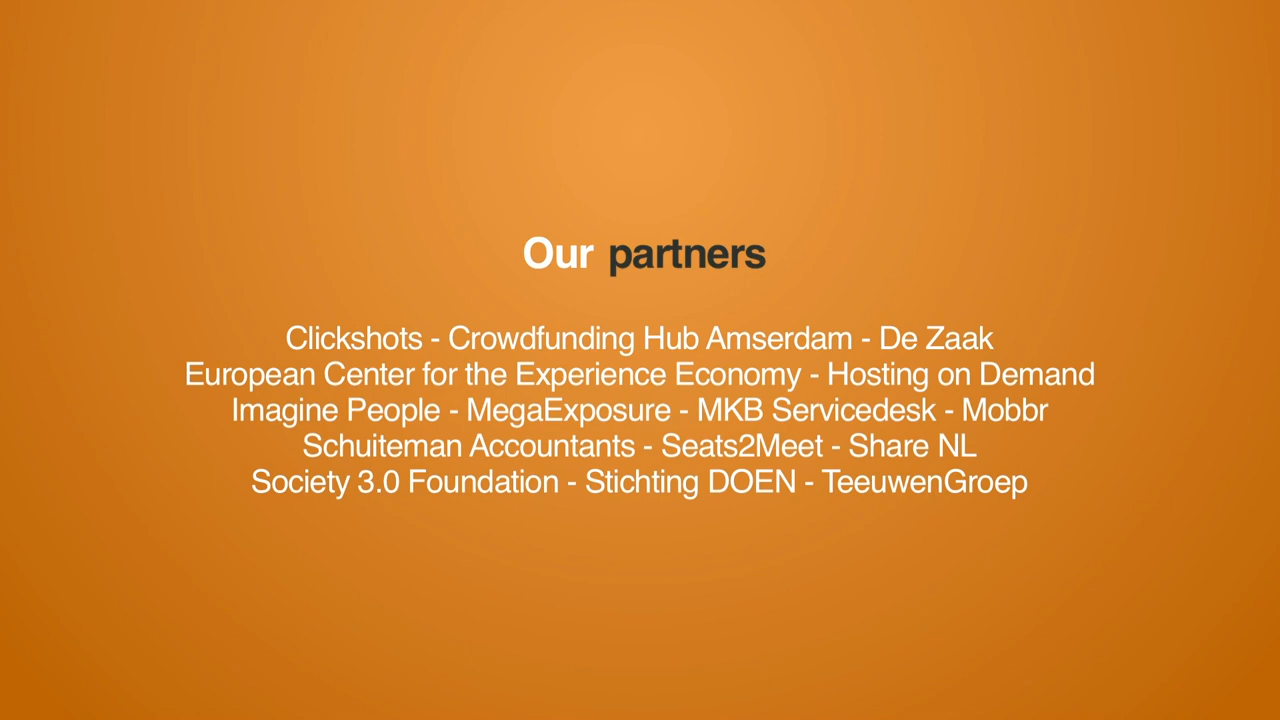 Our partners
Clickshots - Crowdfunding Hub Amserdam - De Zaak
European Center for the Experience Economy - Hosting on Demand
Imagine People - MegaExposure - MKB Servicedesk - Mobbr
Schuiteman Accountants - Seats2Meet - Share NL
Society 3.0 Foundation - Stichting DOEN - TeeuwenGroep